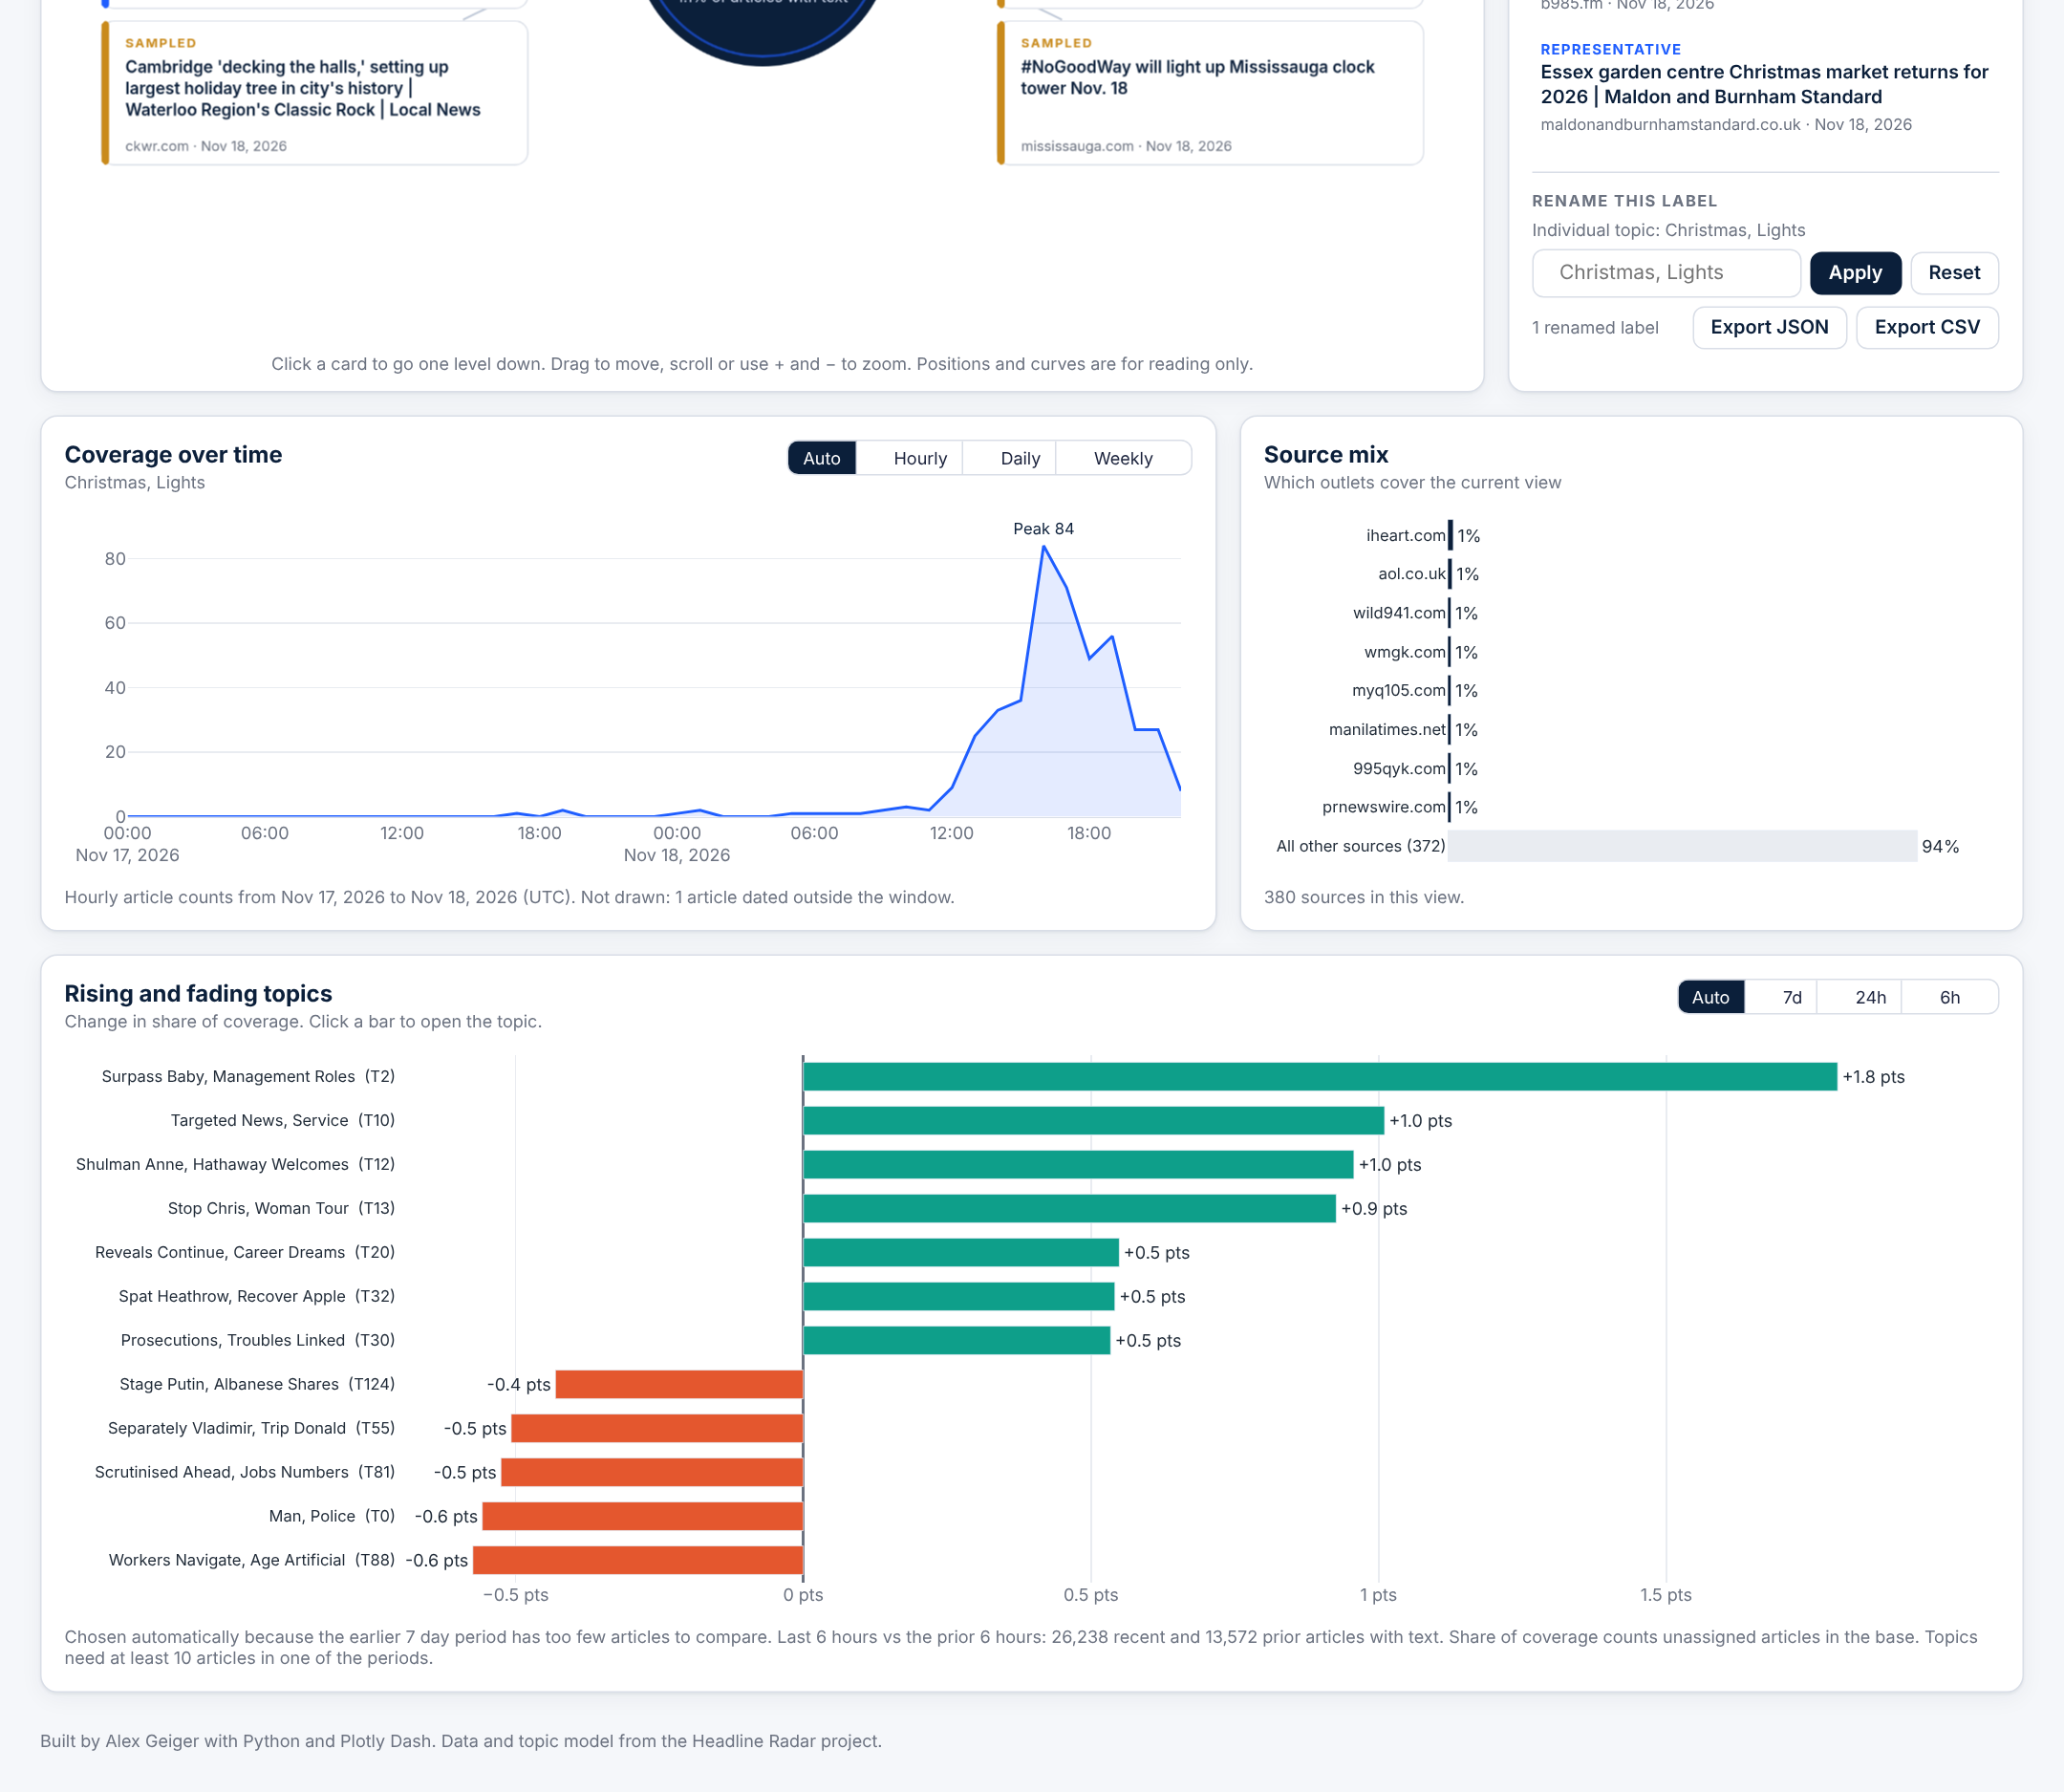 SAMPLED
Cambridge 'decking the halls,' setting up
largest holiday tree in city's history |
Waterloo Region's Classic Rock | Local News
ckwr.com · Nov 18, 2026
SAMPLED
#NoGoodWay will light up Mississauga clock
tower Nov. 18
mississauga.com · Nov 18, 2026
b985.fm · Nov 18, 2026
REPRESENTATIVE
Essex garden centre Christmas market returns for
2026 | Maldon and Burnham Standard
maldonandburnhamstandard.co.uk · Nov 18, 2026
RENAME THIS LABEL
Individual topic: Christmas, Lights
Christmas, Lights
Apply
Reset
1 renamed label
Export JSON
Export CSV
Click a card to go one level down. Drag to move, scroll or use + and − to zoom. Positions and curves are for reading only.
Coverage over time
Christmas, Lights
Auto
Hourly
Daily
Weekly
Peak 84
80
60
40
20
0
00:00
06:00
12:00
18:00
00:00
06:00
12:00
18:00
Nov 17, 2026
Nov 18, 2026
Hourly article counts from Nov 17, 2026 to Nov 18, 2026 (UTC). Not drawn: 1 article dated outside the window.
Source mix
Which outlets cover the current view
iheart.com 1%
aol.co.uk 1%
wild941.com 1%
wmgk.com 1%
myq105.com 1%
manilatimes.net 1%
995qyk.com 1%
prnewswire.com 1%
All other sources (372) 94%
380 sources in this view.
Rising and fading topics
Change in share of coverage. Click a bar to open the topic.
Auto
7d
24h
6h
Surpass Baby, Management Roles (T2) +1.8 pts
Targeted News, Service (T10) +1.0 pts
Shulman Anne, Hathaway Welcomes (T12) +1.0 pts
Stop Chris, Woman Tour (T13) +0.9 pts
Reveals Continue, Career Dreams (T20) +0.5 pts
Spat Heathrow, Recover Apple (T32) +0.5 pts
Prosecutions, Troubles Linked (T30) +0.5 pts
Stage Putin, Albanese Shares (T124) -0.4 pts
Separately Vladimir, Trip Donald (T55) -0.5 pts
Scrutinised Ahead, Jobs Numbers (T81) -0.5 pts
Man, Police (T0) -0.6 pts
Workers Navigate, Age Artificial (T88) -0.6 pts
−0.5 pts
0 pts
0.5 pts
1 pts
1.5 pts
Chosen automatically because the earlier 7 day period has too few articles to compare. Last 6 hours vs the prior 6 hours: 26,238 recent and 13,572 prior articles with text. Share of coverage counts unassigned articles in the base. Topics
need at least 10 articles in one of the periods.
Built by Alex Geiger with Python and Plotly Dash. Data and topic model from the Headline Radar project.